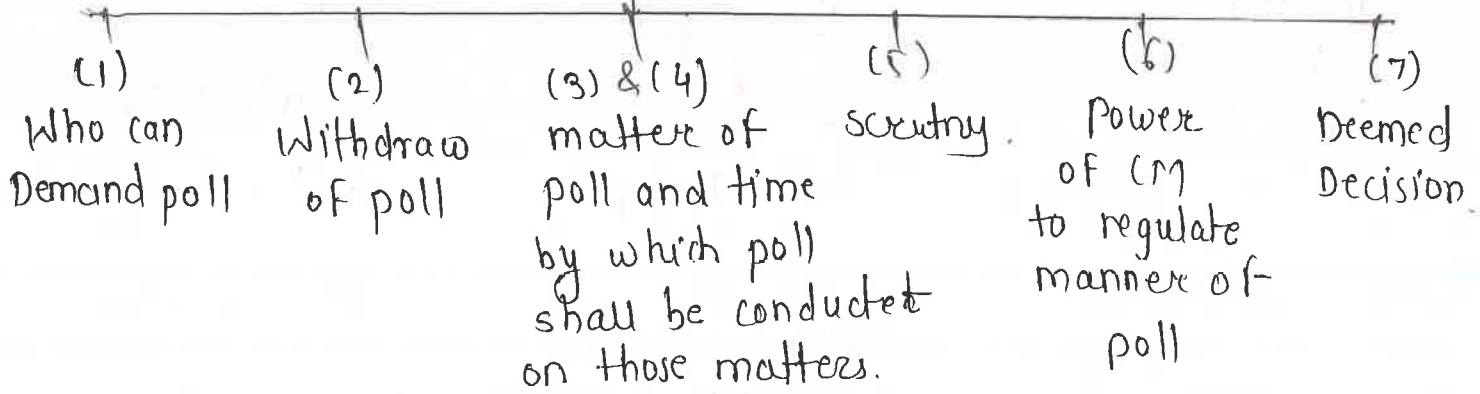 (1)
Who can
Demand poll
(2)
Withdraw
of poll
(3) & (4)
matter of
poll and time
by which poll
shall be conducted
on those matters.
(5)
scrutny.
(6)
Power
of CM
to regulate
manner of
poll
(7)
Deemed
Decision